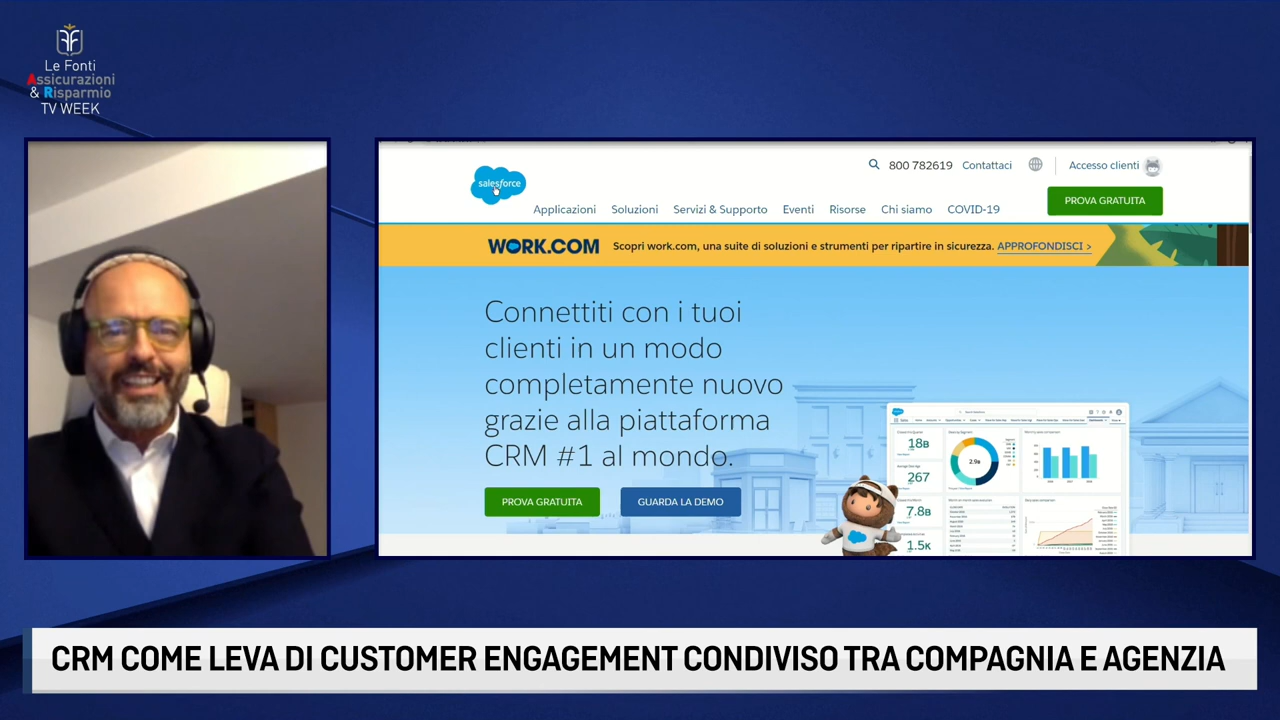 Le Fonti
Assicurazioni
& Risparmio
TV WEEK
salesforce
800 782619 Contattaci Accesso clienti
Applicazioni Soluzioni Servizi & Supporto Eventi Risorse Chi siamo COVID-19
PROVA GRATUITA
WORK.COM Scopri work.com, una suite di soluzioni e strumenti per ripartire in sicurezza. APPROFONDISCI >
Connettiti con i tuoi
clienti in un modo
completamente nuovo
grazie alla piattaforma
CRM #1 al mondo.
PROVA GRATUITA GUARDA LA DEMO
18B
267
7.8B
1.5K
2.9B
CRM COME LEVA DI CUSTOMER ENGAGEMENT CONDIVISO TRA COMPAGNIA E AGENZIA